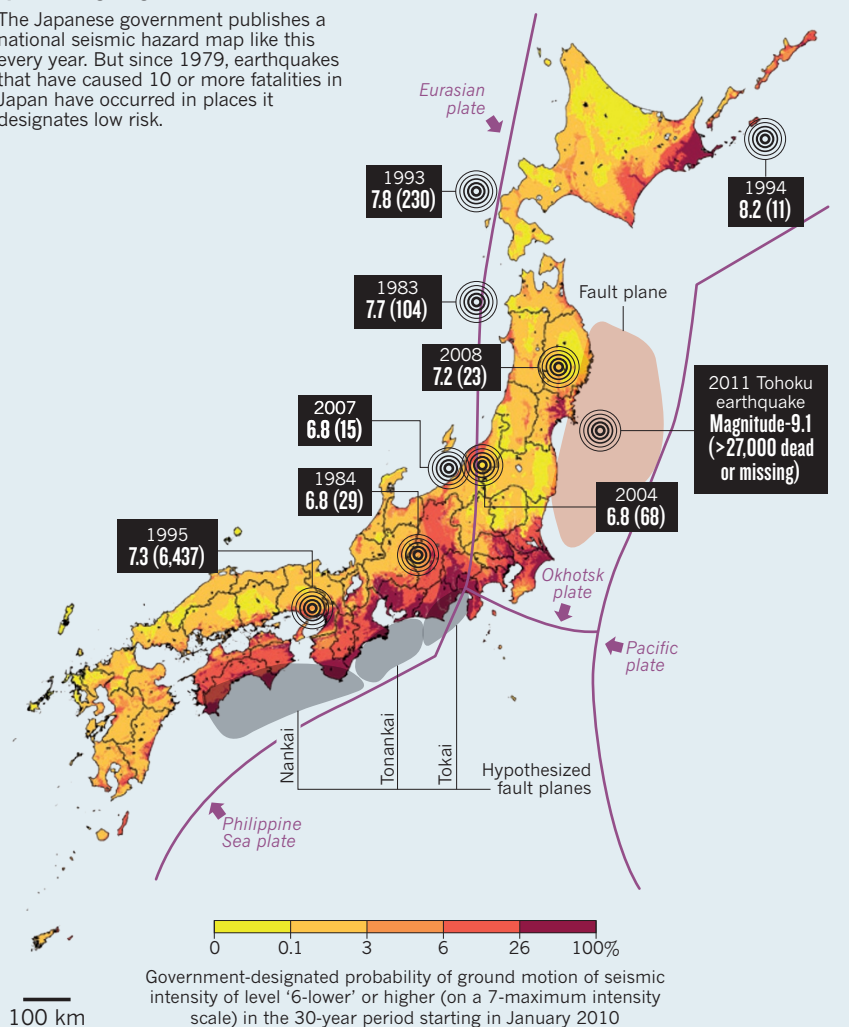 The Japanese government publishes a
national seismic hazard map like this
every year. But since 1979, earthquakes
that have caused 10 or more fatalities in
Japan have occurred in places it
designates low risk.
Eurasian
plate
1993
7.8 (230)
1994
8.2 (11)
1983
7.7 (104)
Fault plane
2008
7.2 (23)
2011 Tohoku
earthquake
Magnitude-9.1
(>27,000 dead
or missing)
2007
6.8 (15)
1984
6.8 (29)
2004
6.8 (68)
1995
7.3 (6,437)
Okhotsk
plate
Pacific
plate
Nankai
Tonankai
Tokai
Hypothesized
fault planes
Philippine
Sea plate
0 0.1 3 6 26 100%
Government-designated probability of ground motion of seismic
intensity of level ‘6-lower’ or higher (on a 7-maximum intensity
scale) in the 30-year period starting in January 2010
100 km